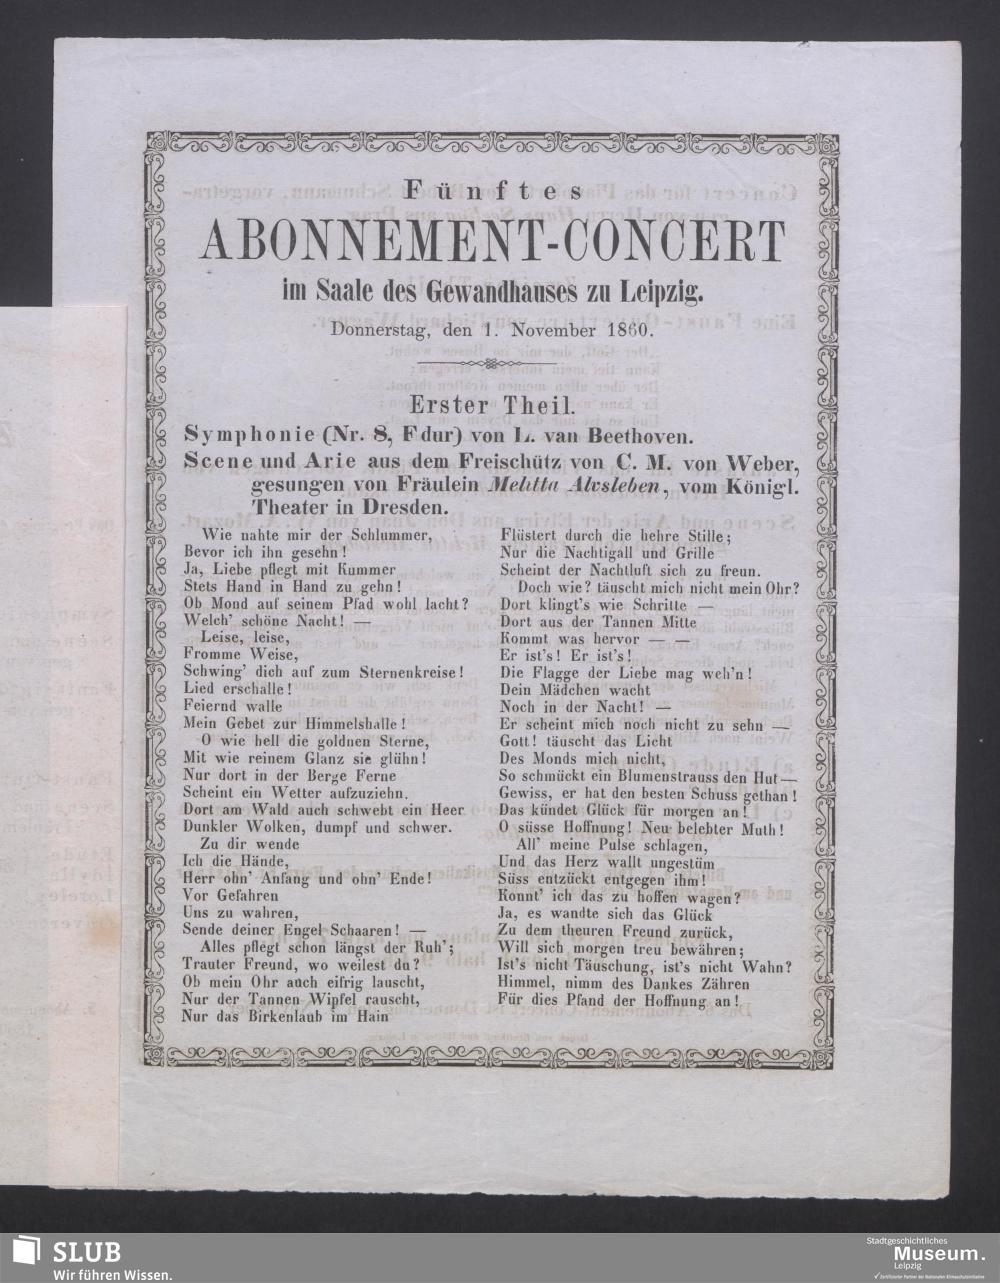 Fünftes
ABONNEMENT-CONCERT
im Saale des Gewandhauses zu Leipzig.
Donnerstag, den 1. November 1860.
Erster Theil.
Symphonie (Nr. 8, F dur) von L. van Beethoven.
Scene und Arie aus dem Freischütz von C. M. von Weber,
gesungen von Fräulein Melitta Alvsleben, vom Königl.
Theater in Dresden.
Wie nahte mir der Schlummer,
Bevor ich ihn gesehn!
Ja, Liebe pflegt mit Kummer
Stets Hand in Hand zu gehn!
Ob Mond auf seinem Pfad wohl lacht?
Welch' schöne Nacht! —
Leise, leise,
Fromme Weise,
Schwing' dich auf zum Sternenkreise!
Lied erschalle!
Feiernd walle
Mein Gebet zur Himmelshalle!
O wie hell die goldnen Sterne,
Mit wie reinem Glanz sie glühn!
Nur dort in der Berge Ferne
Scheint ein Wetter aufzuziehn.
Dort am Wald auch schwebt ein Heer
Dunkler Wolken, dumpf und schwer.
Zu dir wende
Ich die Hände,
Herr ohn' Anfang und ohn' Ende!
Vor Gefahren
Uns zu wahren,
Sende deiner Engel Schaaren! —
Alles pflegt schon längst der Ruh';
Trauter Freund, wo weilest du?
Ob mein Ohr auch eifrig lauscht,
Nur der Tannen Wipfel rauscht,
Nur das Birkenlaub im Hain
Flüstert durch die hehre Stille;
Nur die Nachtigall und Grille
Scheint der Nachtluft sich zu freun.
Doch wie? täuscht mich nicht mein Ohr?
Dort klingt's wie Schritte —
Dort aus der Tannen Mitte
Kommt was hervor — —
Er ist's! Er ist's!
Die Flagge der Liebe mag weh'n!
Dein Mädchen wacht
Noch in der Nacht! —
Er scheint mich noch nicht zu sehn —
Gott! täuscht das Licht
Des Monds mich nicht,
So schmückt ein Blumenstrauss den Hut —
Gewiss, er hat den besten Schuss gethan!
Das kündet Glück für morgen an!
O süsse Hoffnung! Neu belebter Muth!
All' meine Pulse schlagen,
Und das Herz wallt ungestüm
Süss entzückt entgegen ihm!
Konnt' ich das zu hoffen wagen?
Ja, es wandte sich das Glück
Zu dem theuren Freund zurück,
Will sich morgen treu bewähren;
Ist's nicht Täuschung, ist's nicht Wahn?
Himmel, nimm des Dankes Zähren
Für dies Pfand der Hoffnung an!
SLUB
Wir führen Wissen.
Stadtgeschichtliches
Museum.
Leipzig